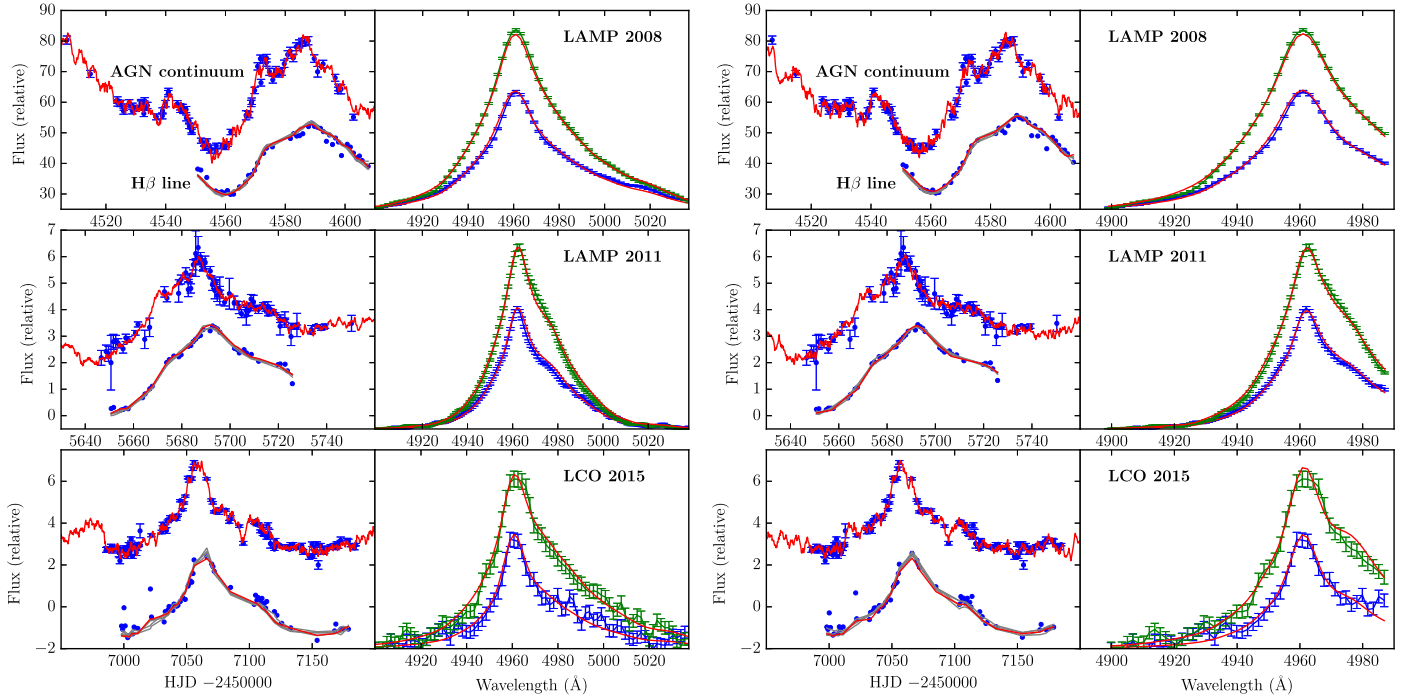 90
80
70
60
50
40
30
Flux (relative)
AGN continuum
Hβ line
4520 4540 4560 4580 4600
LAMP 2008
4920 4940 4960 4980 5000 5020
90
80
70
60
50
40
30
Flux (relative)
AGN continuum
Hβ line
4520 4540 4560 4580 4600
LAMP 2008
4900 4920 4940 4960 4980
7
6
5
4
3
2
1
0
Flux (relative)
5640 5660 5680 5700 5720 5740
LAMP 2011
4920 4940 4960 4980 5000 5020
7
6
5
4
3
2
1
0
Flux (relative)
5640 5660 5680 5700 5720 5740
LAMP 2011
4900 4920 4940 4960 4980
6
4
2
0
−2
Flux (relative)
7000 7050 7100 7150
HJD −2450000
LCO 2015
4920 4940 4960 4980 5000 5020
Wavelength (Å)
6
4
2
0
−2
Flux (relative)
7000 7050 7100 7150
HJD −2450000
LCO 2015
4900 4920 4940 4960 4980
Wavelength (Å)